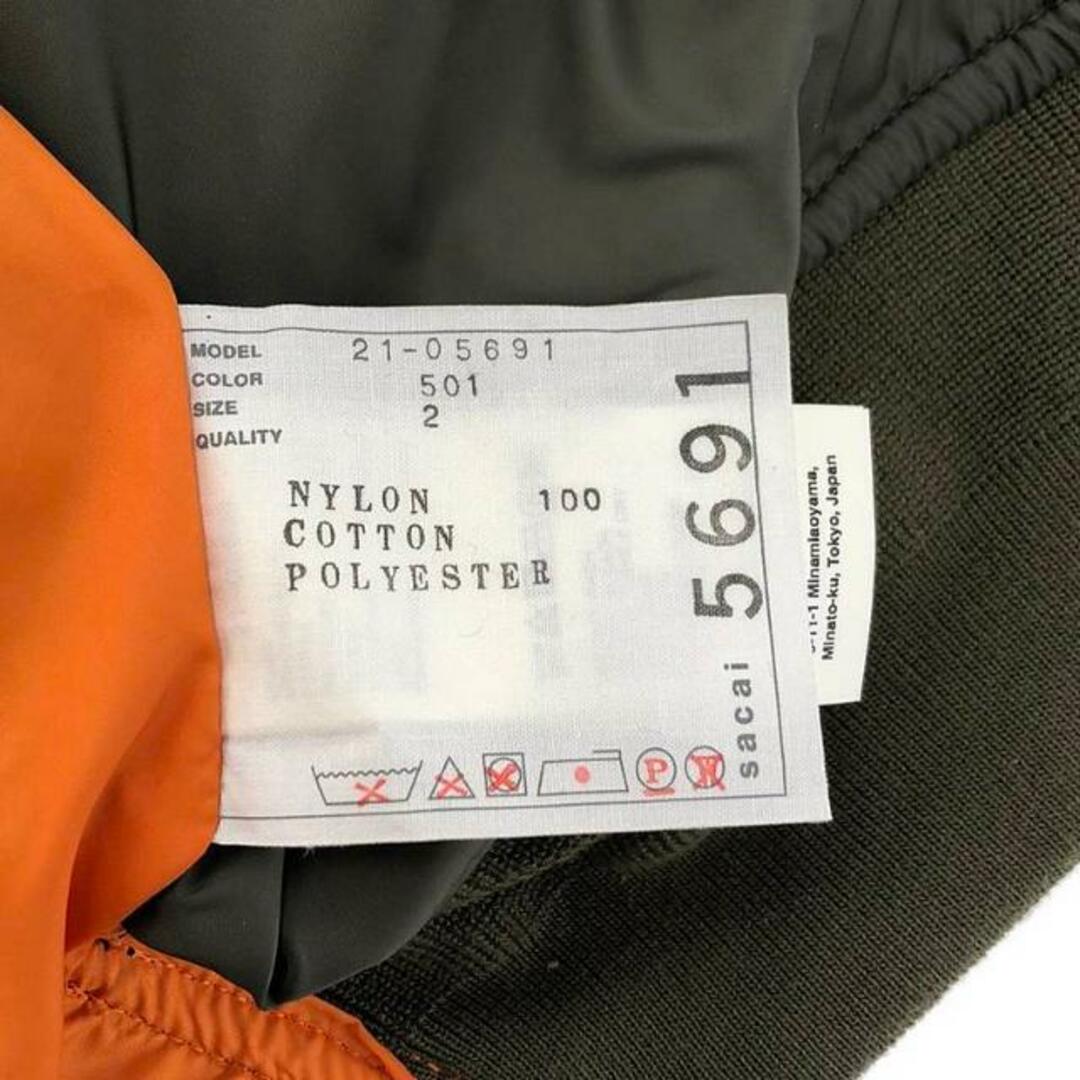 MODEL 21-05691
COLOR 501
SIZE 2
QUALITY
NYLON 100
COTTON
POLYESTER
P
W
sacai 5691
Minamiaoyama,
Minato-ku, Tokyo, Japan